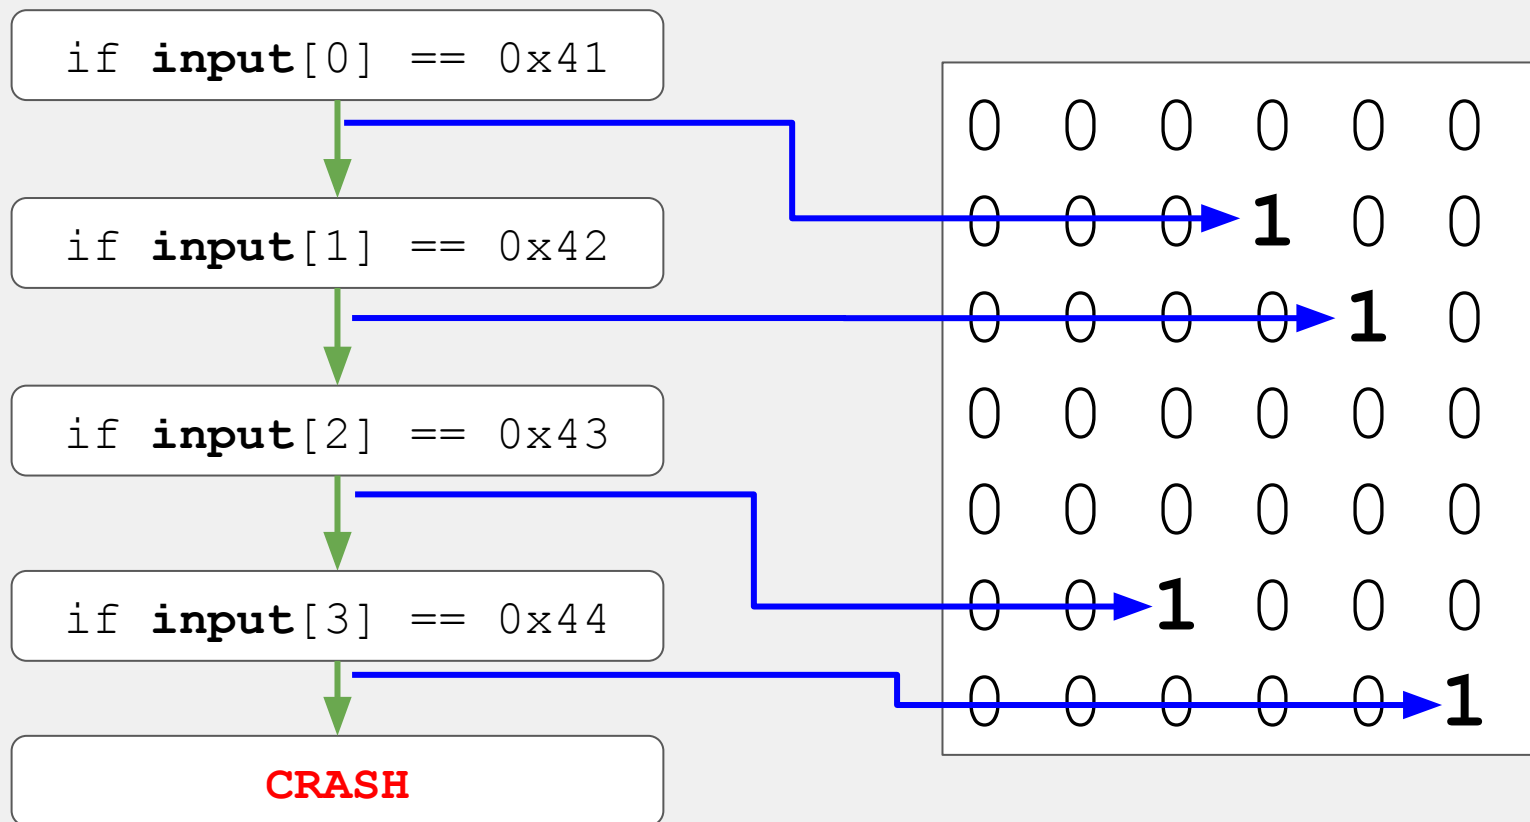 if input[0] == 0x41
if input[1] == 0x42
if input[2] == 0x43
if input[3] == 0x44
CRASH
0 0 0 0 0 0
0 0 0 1 0 0
0 0 0 0 1 0
0 0 0 0 0 0
0 0 0 0 0 0
0 0 1 0 0 0
0 0 0 0 0 1